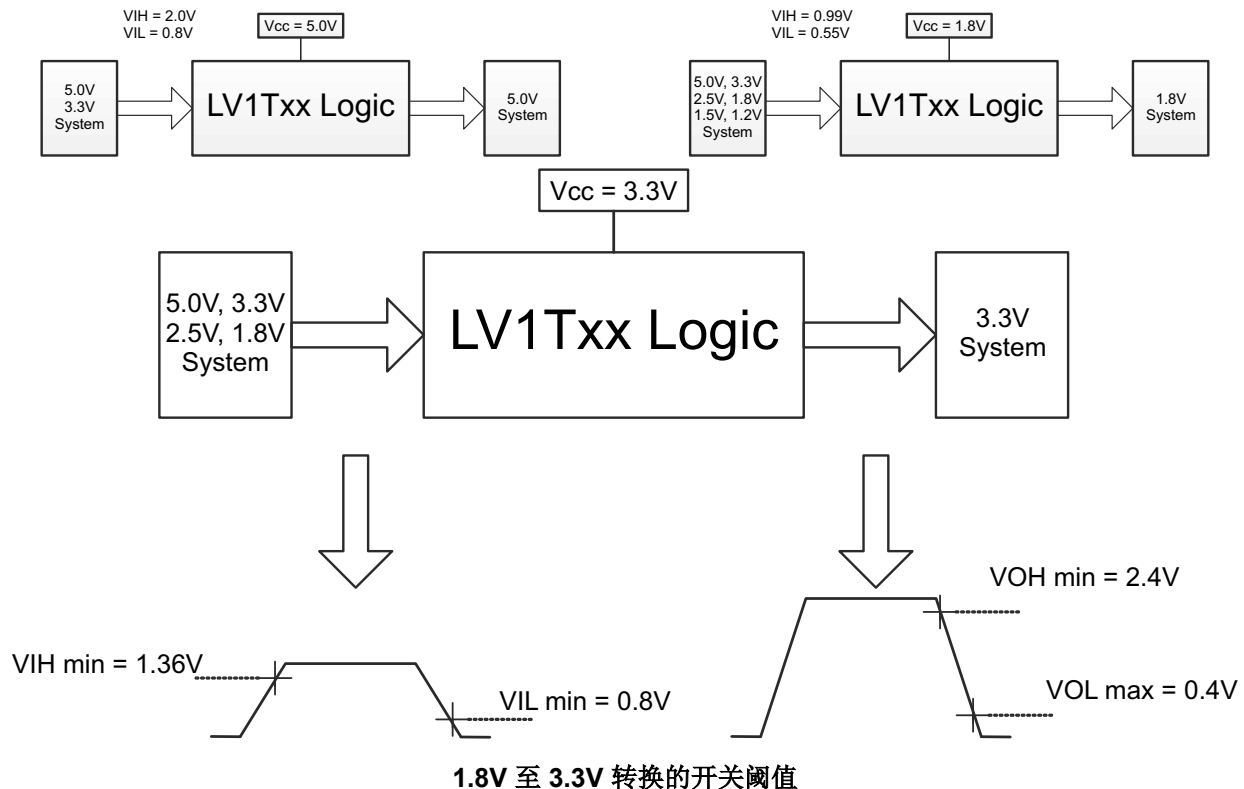 VIH = 2.0V
VIL = 0.8V
Vcc = 5.0V
5.0V
3.3V
System
LV1Txx Logic
5.0V
System
VIH = 0.99V
VIL = 0.55V
Vcc = 1.8V
5.0V, 3.3V
2.5V, 1.8V
1.5V, 1.2V
System
LV1Txx Logic
1.8V
System
Vcc = 3.3V
5.0V, 3.3V
2.5V, 1.8V
System
LV1Txx Logic
3.3V
System
VIH min = 1.36V
VIL min = 0.8V
VOH min = 2.4V
VOL max = 0.4V
1.8V 至 3.3V 转换的开关阈值